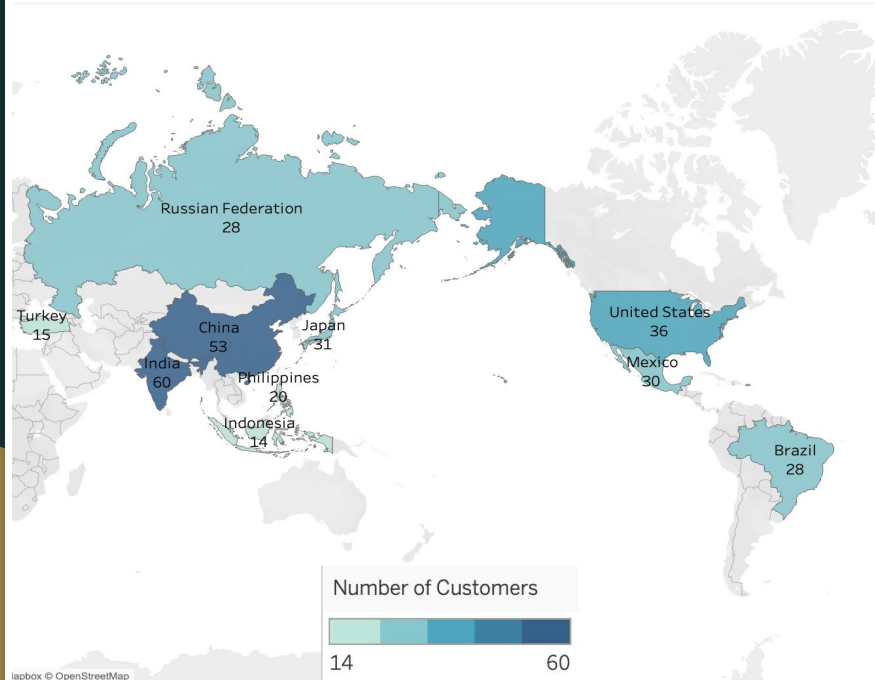 Russian Federation
28
Turkey
15
China
53
Japan
31
India
60
Philippines
20
Indonesia
14
United States
36
Mexico
30
Brazil
28
Number of Customers
14
60
apbox © OpenStreetMap